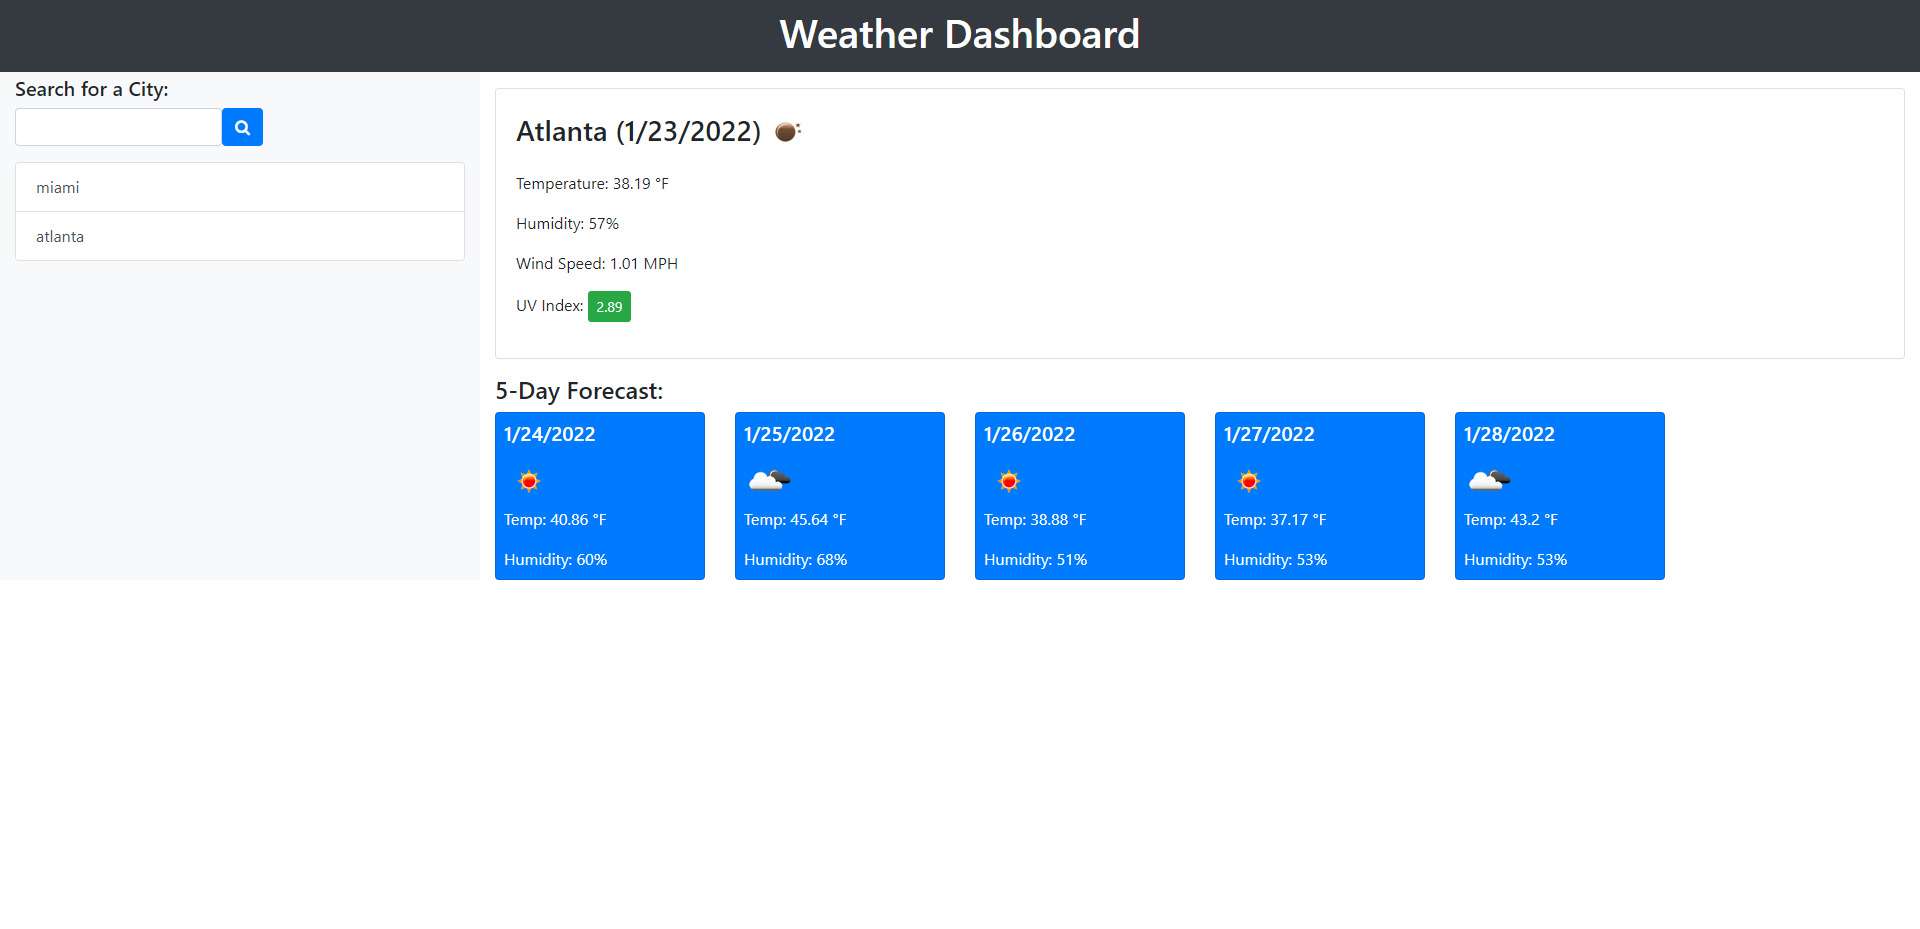 Weather Dashboard
Search for a City:
miami
atlanta
Atlanta (1/23/2022)
Temperature: 38.19 °F
Humidity: 57%
Wind Speed: 1.01 MPH
UV Index: 2.89
5-Day Forecast:
1/24/2022
Temp: 40.86 °F
Humidity: 60%
1/25/2022
Temp: 45.64 °F
Humidity: 68%
1/26/2022
Temp: 38.88 °F
Humidity: 51%
1/27/2022
Temp: 37.17 °F
Humidity: 53%
1/28/2022
Temp: 43.2 °F
Humidity: 53%